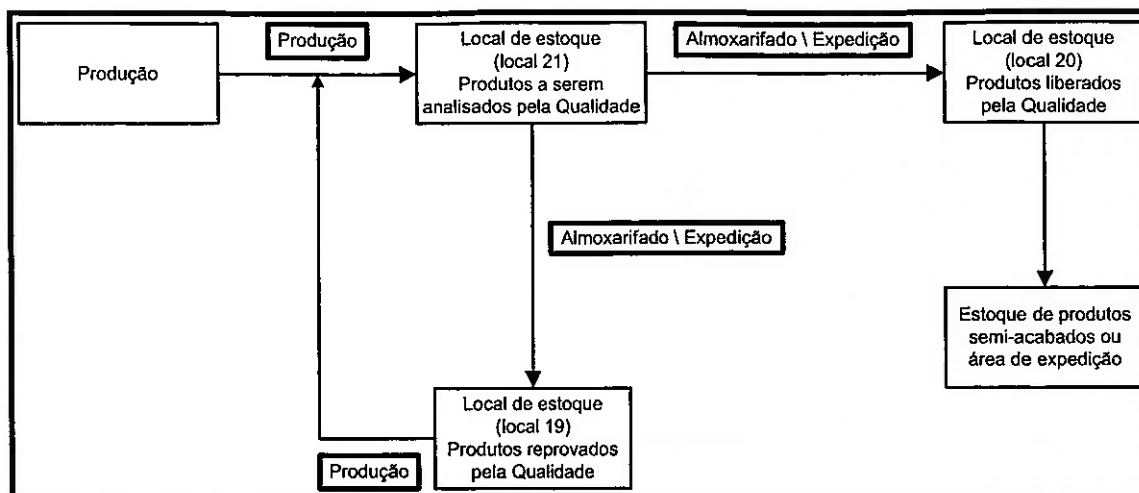 Produção
Produção
Local de estoque
(local 21)
Produtos a serem
analisados pela Qualidade
Almoxarifado \ Expedição
Local de estoque
(local 20)
Produtos liberados
pela Qualidade
Almoxarifado \ Expedição
Estoque de produtos
semi-acabados ou
área de expedição
Local de estoque
(local 19)
Produtos reprovados
pela Qualidade
Produção